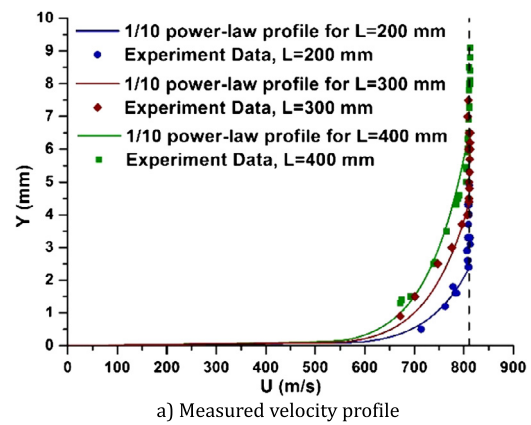 10
9
8
7
6
5
4
3
2
1
0
Y (mm)
1/10 power-law profile for L=200 mm
Experiment Data, L=200 mm
1/10 power-law profile for L=300 mm
Experiment Data, L=300 mm
1/10 power-law profile for L=400 mm
Experiment Data, L=400 mm
0 100 200 300 400 500 600 700 800 900
U (m/s)
a) Measured velocity profile